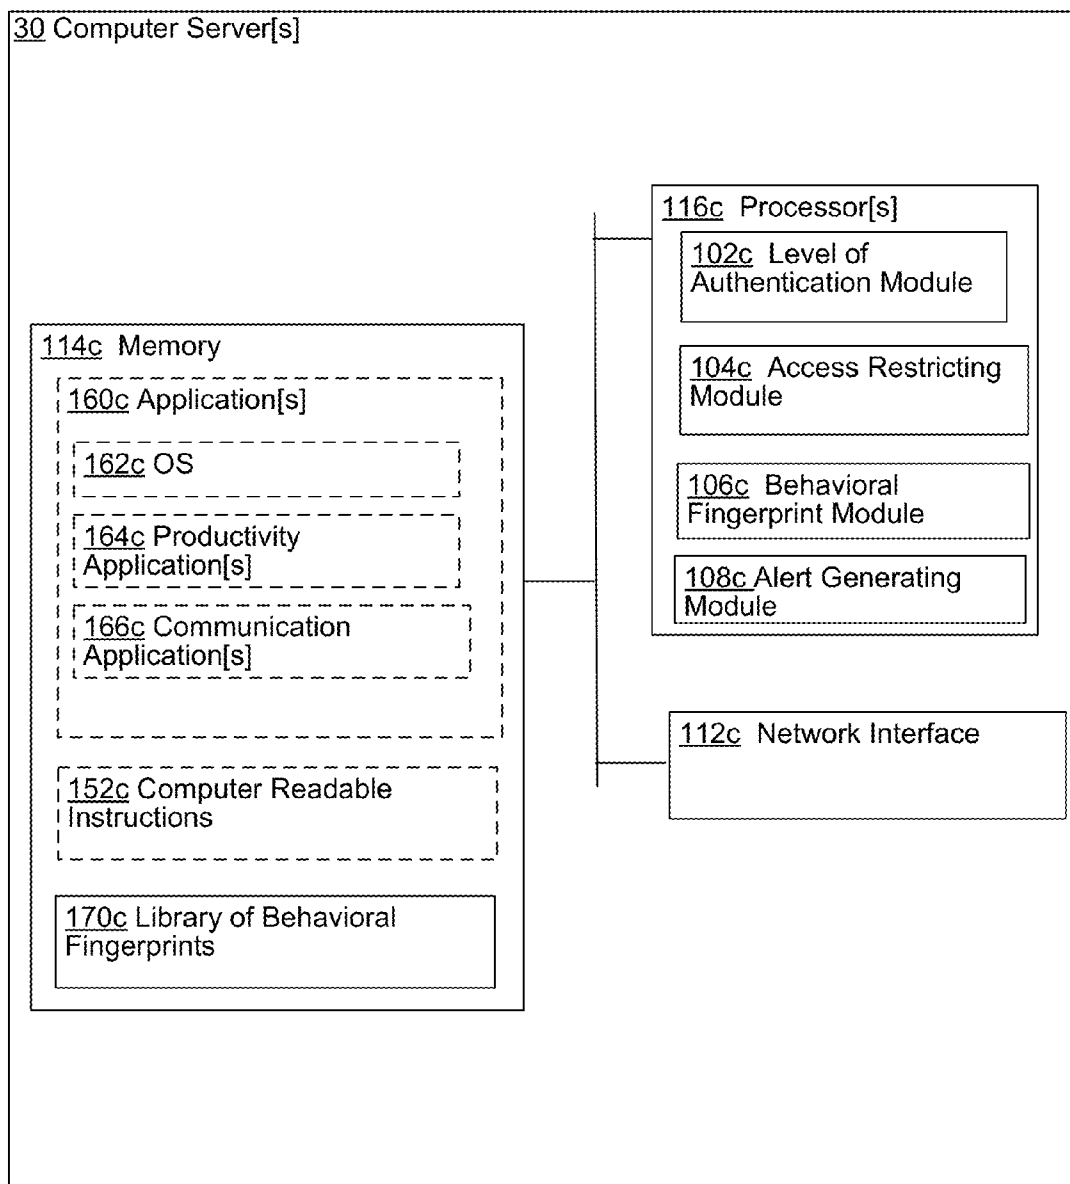 30 Computer Server[s]
116c Processor[s]
102c Level of
Authentication Module
104c Access Restricting
Module
106c Behavioral
Fingerprint Module
108c Alert Generating
Module
114c Memory
160c Application[s]
162c OS
164c Productivity
Application[s]
166c Communication
Application[s]
152c Computer Readable
Instructions
170c Library of Behavioral
Fingerprints
112c Network Interface